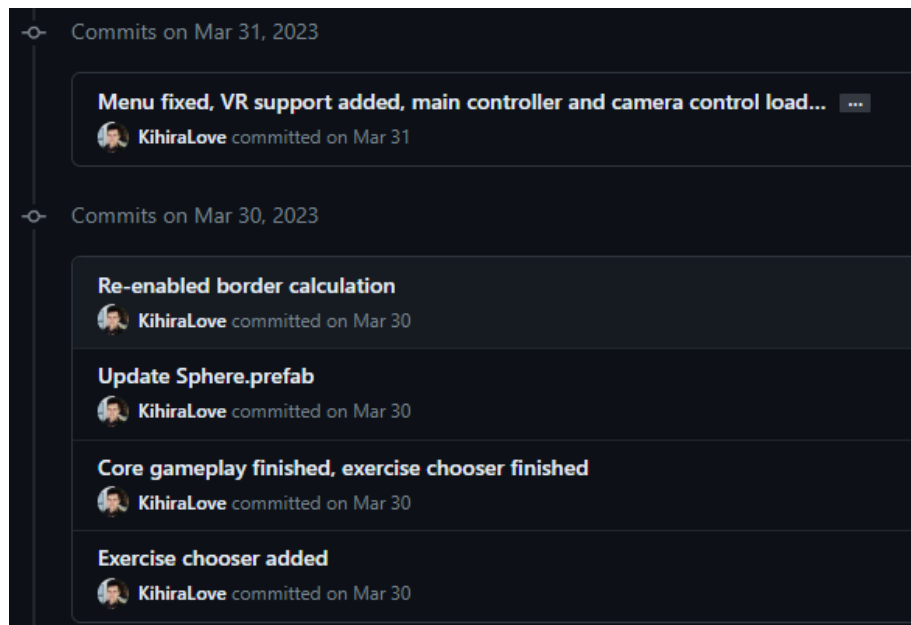 Commits on Mar 31, 2023
Menu fixed, VR support added, main controller and camera control load... ...
KihiraLove committed on Mar 31
Commits on Mar 30, 2023
Re-enabled border calculation
KihiraLove committed on Mar 30
Update Sphere.prefab
KihiraLove committed on Mar 30
Core gameplay finished, exercise chooser finished
KihiraLove committed on Mar 30
Exercise chooser added
KihiraLove committed on Mar 30